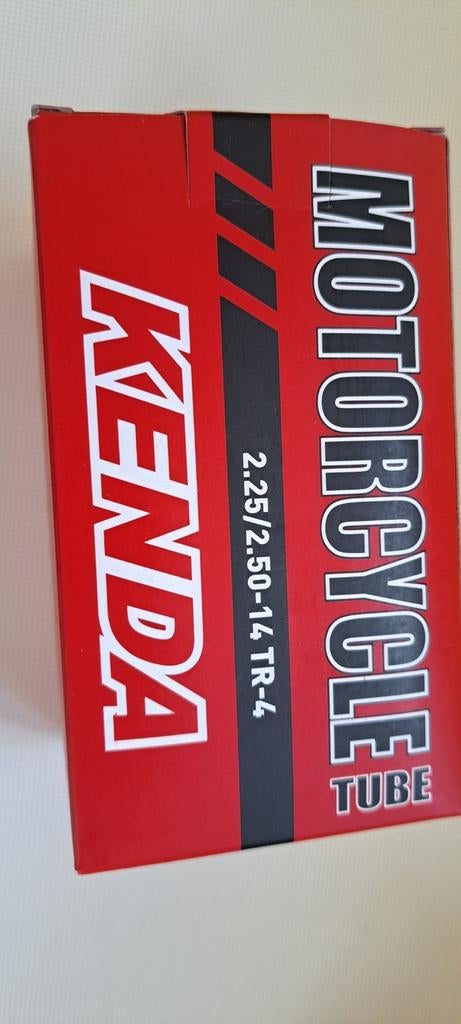 MOTORCYCLE
TUBE
2.25/2.50-14 TR-4
KENDA